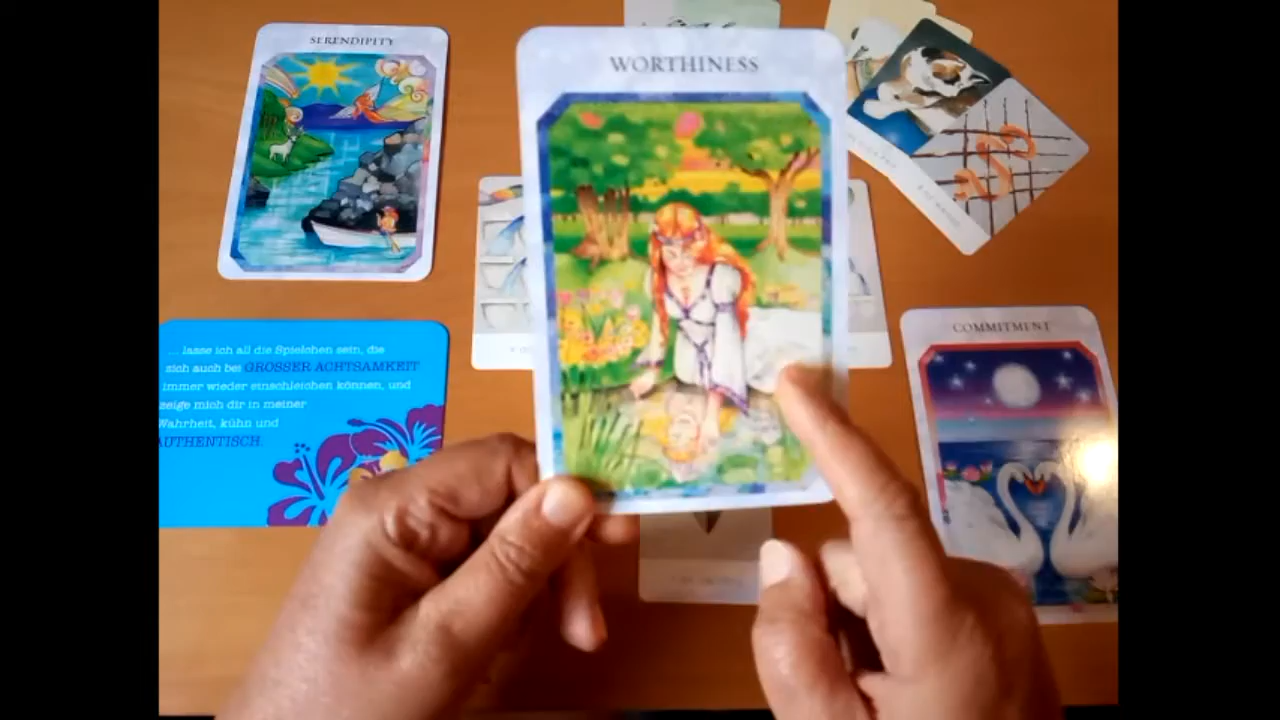 SERENDIPITY
WORTHINESS
COMMITMENT
... lasse ich all die Spielchen sein, die
sich auch bei GROSSER ACHTSAMKEIT
immer wieder einschleichen können, und
zeige mich dir in meiner
Wahrheit, kühn und
AUTHENTISCH.